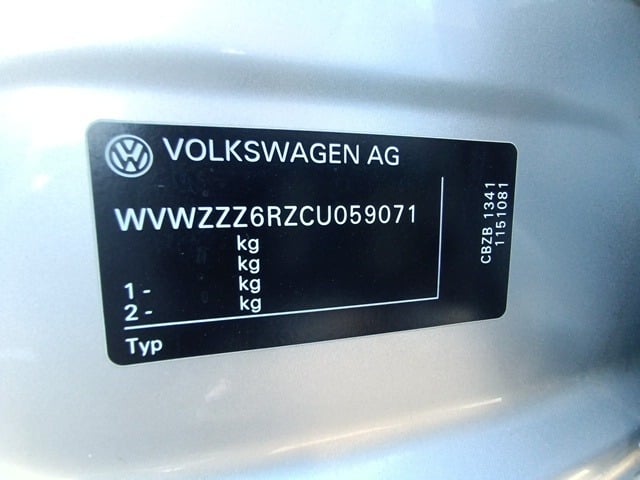 VOLKSWAGEN AG
WVWZZZ6RZCU059071
kg
kg
1 - kg
2 - kg
Typ
CBZB 1341
1151081